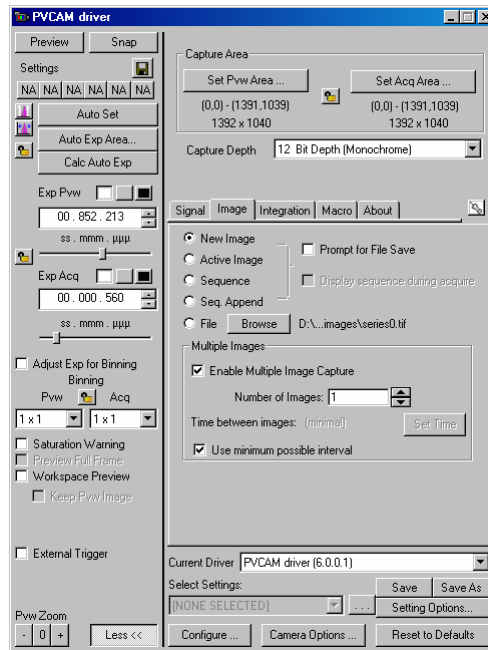 PVCAM driver
Preview Snap
Settings
NA NA NA NA NA NA
Auto Set
Auto Exp Area...
Calc Auto Exp
Exp Pvw
00 . 852 . 213
ss . mmm . µµµ
Exp Acq
00 . 000 . 560
ss . mmm . µµµ
Adjust Exp for Binning
Binning
Pvw Acq
1 x 1 1 x 1
Saturation Warning
Preview Full Frame
Workspace Preview
Keep Pvw Image
External Trigger
Pvw Zoom
- 0 + Less <<
Capture Area
Set Pvw Area ... Set Acq Area ...
(0,0) - (1391,1039) (0,0) - (1391,1039)
1392 x 1040 1392 x 1040
Capture Depth 12 Bit Depth (Monochrome)
Signal Image Integration Macro About
New Image
Prompt for File Save
Active Image
Sequence
Display sequence during acquire
Seq. Append
File Browse D:\...images\series0.tif
Multiple Images
Enable Multiple Image Capture
Number of Images: 1
Time between images: (minimal) Set Time
Use minimum possible interval
Current Driver PVCAM driver (6.0.0.1)
Select Settings: Save Save As
[NONE SELECTED] ... Setting Options...
Configure ... Camera Options ... Reset to Defaults